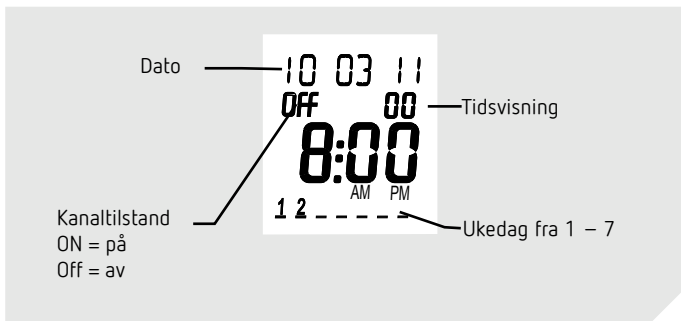 Dato
10 03 11
Off 00
Tidsvisning
8:00
AM PM
1 2
Kanaltilstand
ON = på
Off = av
Ukedag fra 1 – 7